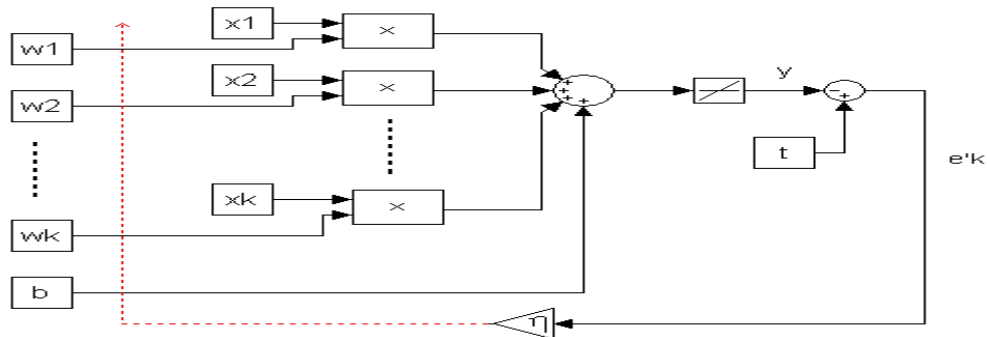 x1
w1
×
x2
w2
×
y
- +
t
e'k
xk
×
wk
b
η
+
+
+
+